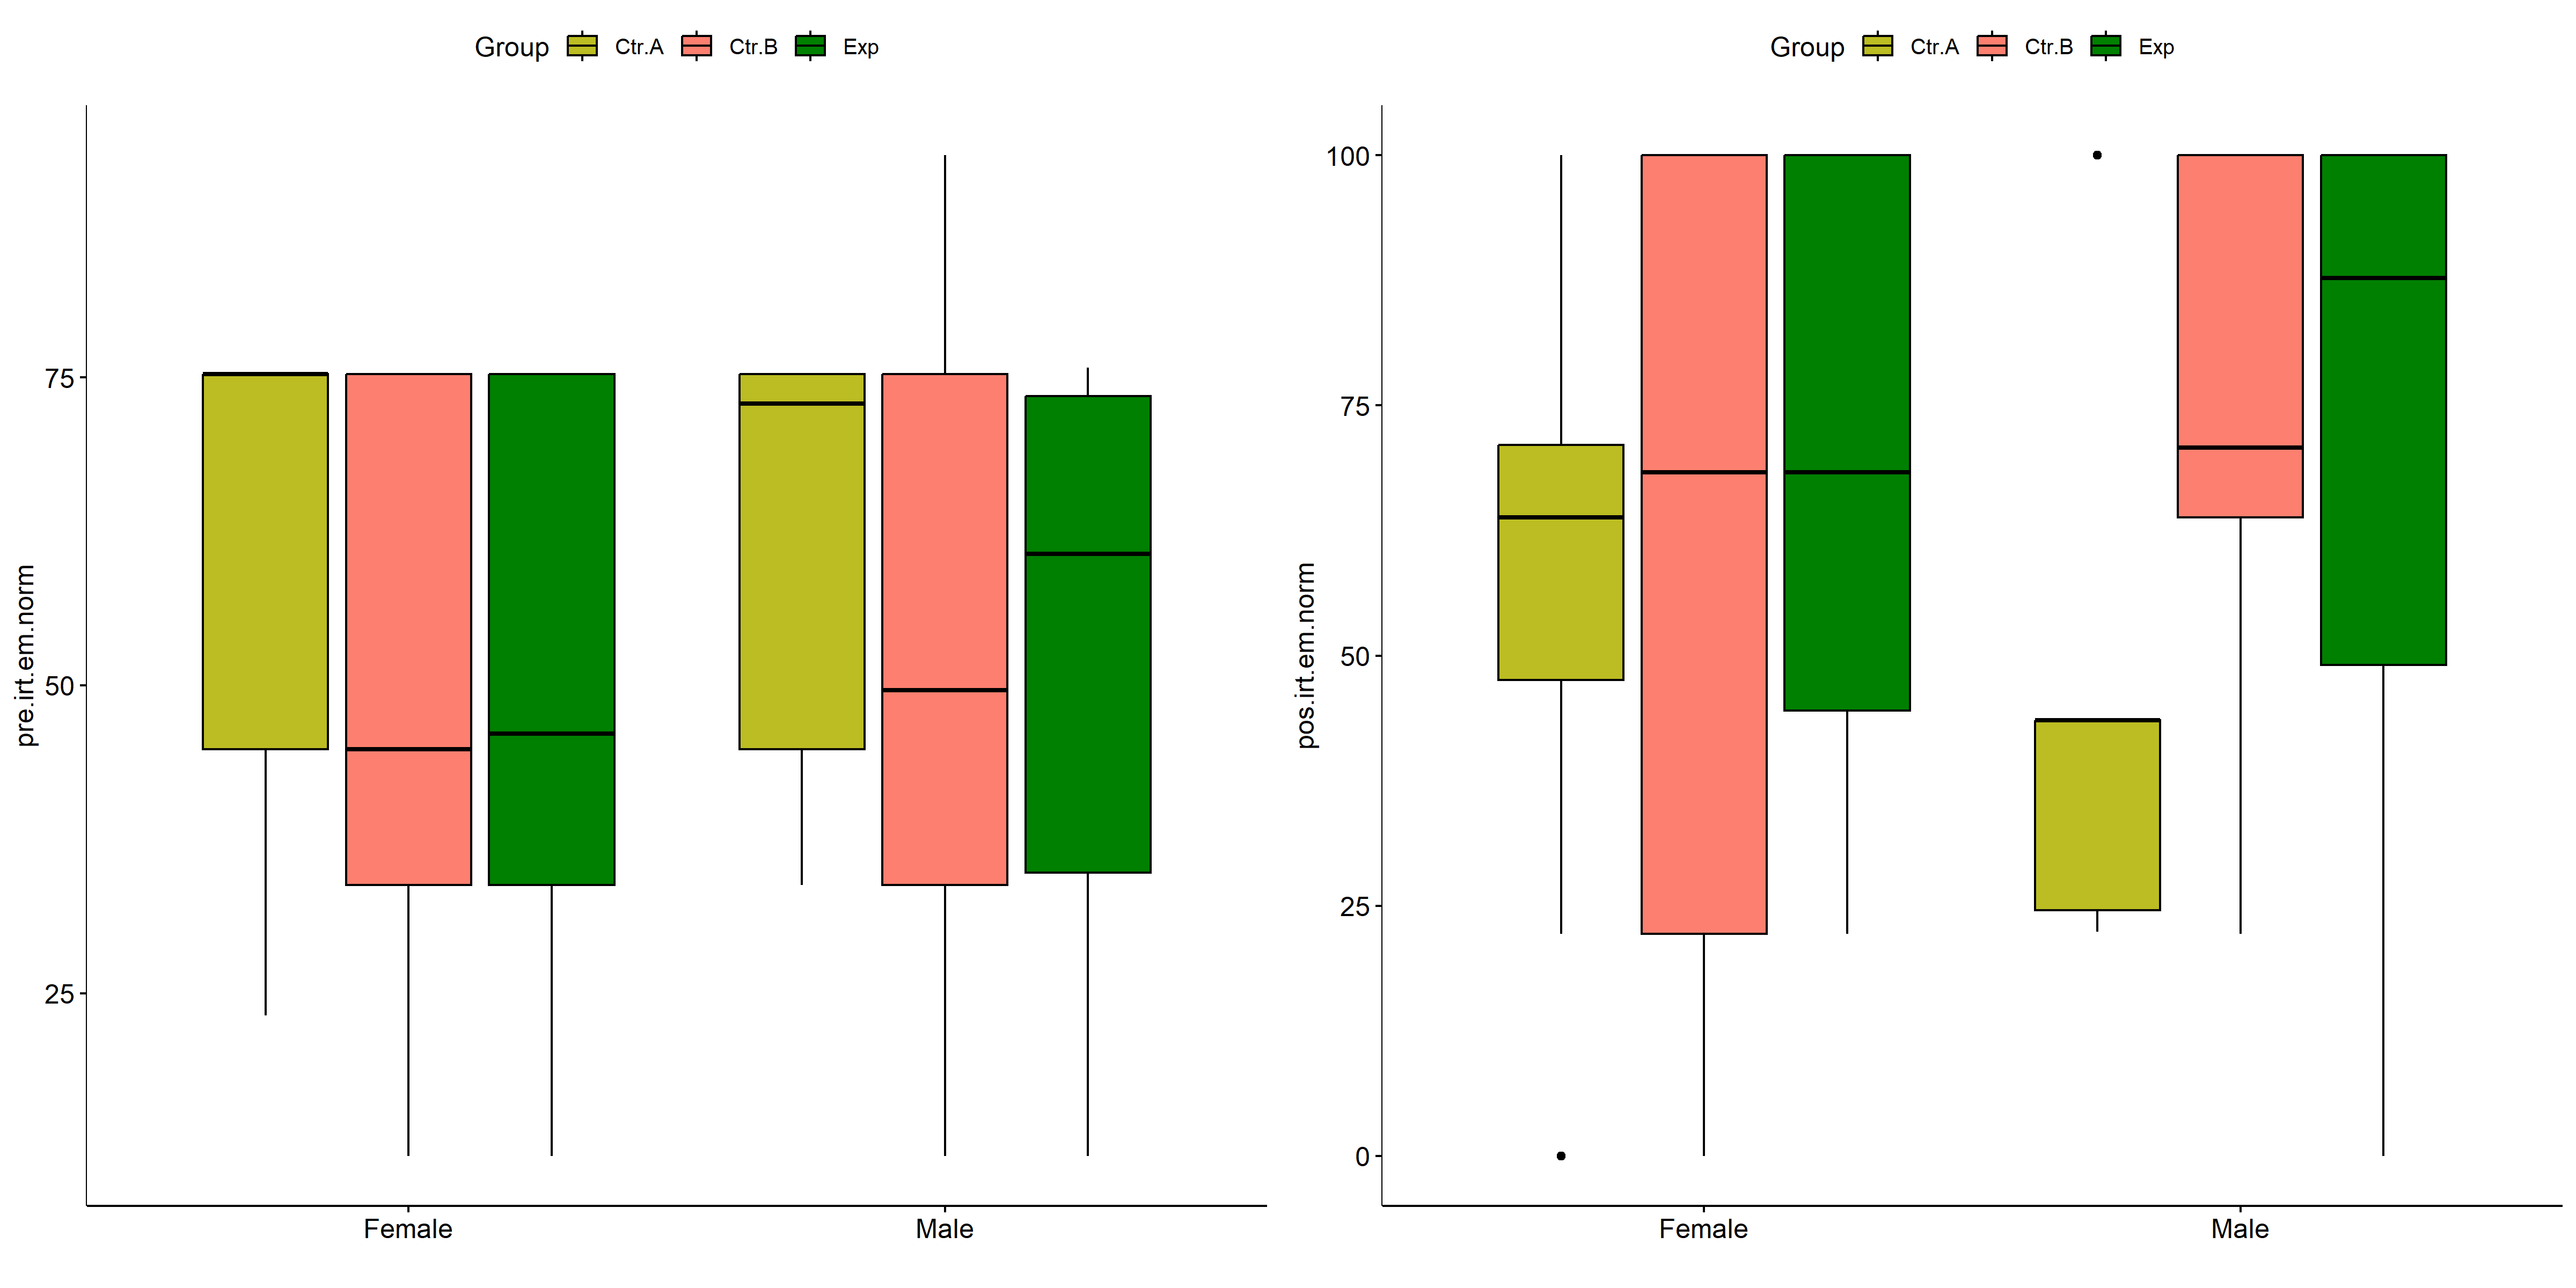 Group Ctr.A Ctr.B Exp
pre.irt.em.norm
75
50
25
Female Male
Group Ctr.A Ctr.B Exp
pos.irt.em.norm
100
75
50
25
0
Female Male